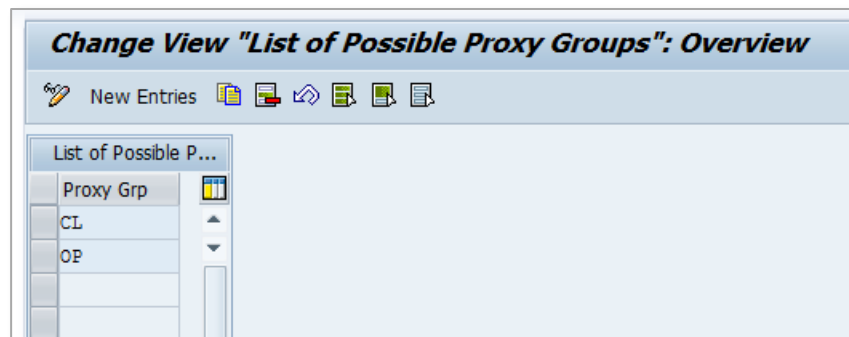 Change View "List of Possible Proxy Groups": Overview
New Entries
List of Possible P...
Proxy Grp
CL
OP